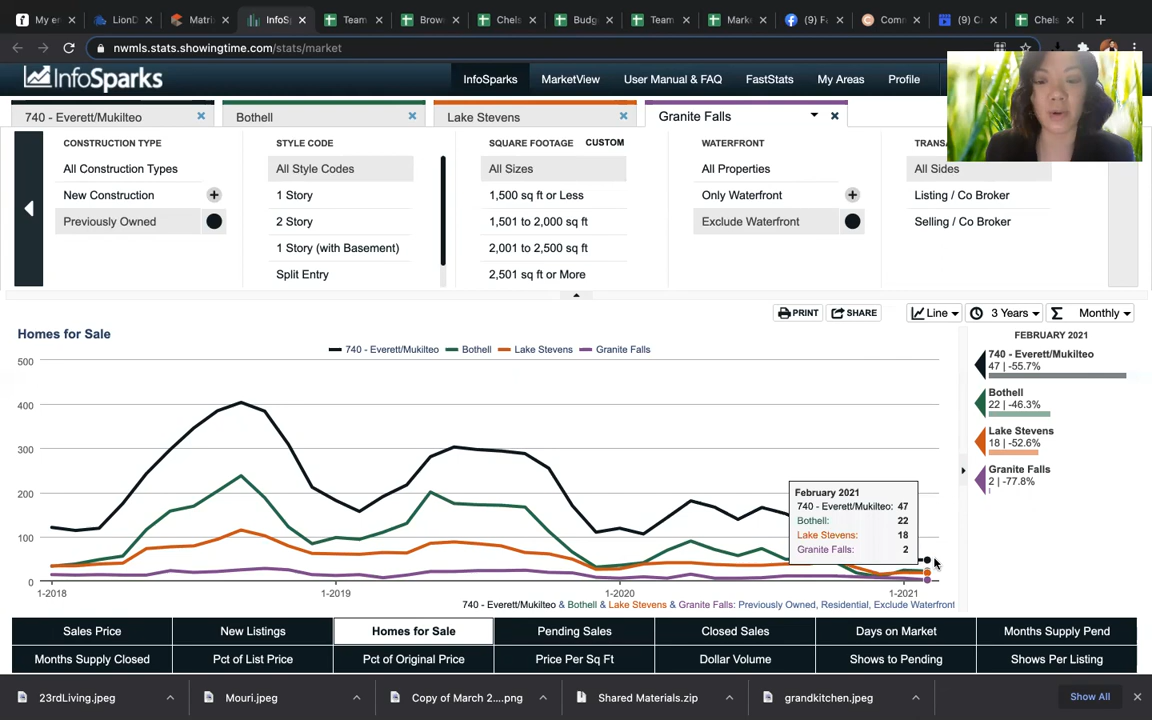 My er
LionD
Matrix
InfoSp
Team
Brow
Chels
Budg
Team
Mark
(9) F
Comm
(9) C
Chels
nwmls.stats.showingtime.com/stats/market
InfoSparks
InfoSparks MarketView User Manual & FAQ FastStats My Areas Profile
740 - Everett/Mukilteo Bothell Lake Stevens Granite Falls
CONSTRUCTION TYPE
All Construction Types
New Construction
Previously Owned
STYLE CODE
All Style Codes
1 Story
2 Story
1 Story (with Basement)
Split Entry
SQUARE FOOTAGE CUSTOM
All Sizes
1,500 sq ft or Less
1,501 to 2,000 sq ft
2,001 to 2,500 sq ft
2,501 sq ft or More
WATERFRONT
All Properties
Only Waterfront
Exclude Waterfront
TRANSA
All Sides
Listing / Co Broker
Selling / Co Broker
PRINT SHARE Line 3 Years Σ Monthly
Homes for Sale
740 - Everett/Mukilteo Bothell Lake Stevens Granite Falls
500
400
300
200
100
0
1-2018 1-2019 1-2020 1-2021
February 2021
740 - Everett/Mukilteo: 47
Bothell: 22
Lake Stevens: 18
Granite Falls: 2
740 - Everett/Mukilteo & Bothell & Lake Stevens & Granite Falls: Previously Owned, Residential, Exclude Waterfront
FEBRUARY 2021
740 - Everett/Mukilteo
47 | -55.7%
Bothell
22 | -46.3%
Lake Stevens
18 | -52.6%
Granite Falls
2 | -77.8%
Sales Price New Listings Homes for Sale Pending Sales Closed Sales Days on Market Months Supply Pend
Months Supply Closed Pct of List Price Pct of Original Price Price Per Sq Ft Dollar Volume Shows to Pending Shows Per Listing
23rdLiving.jpeg Mouri.jpeg Copy of March 2....png Shared Materials.zip grandkitchen.jpeg Show All